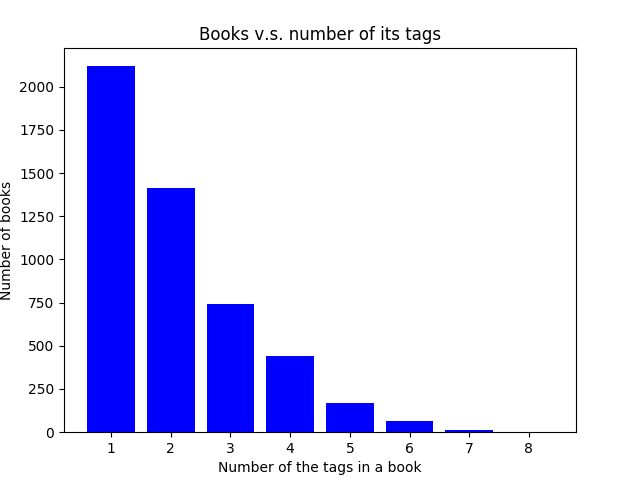 Books v.s. number of its tags
Number of books
2000
1750
1500
1250
1000
750
500
250
0
1 2 3 4 5 6 7 8
Number of the tags in a book